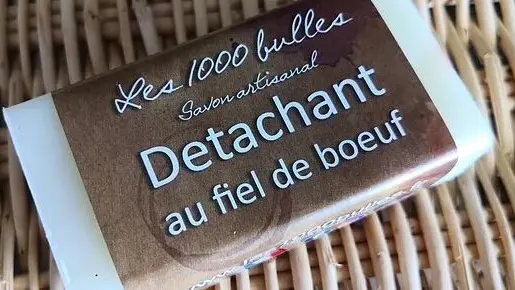 Les 1000 bulles
Savon artisanal
Detachant
au fiel de boeuf